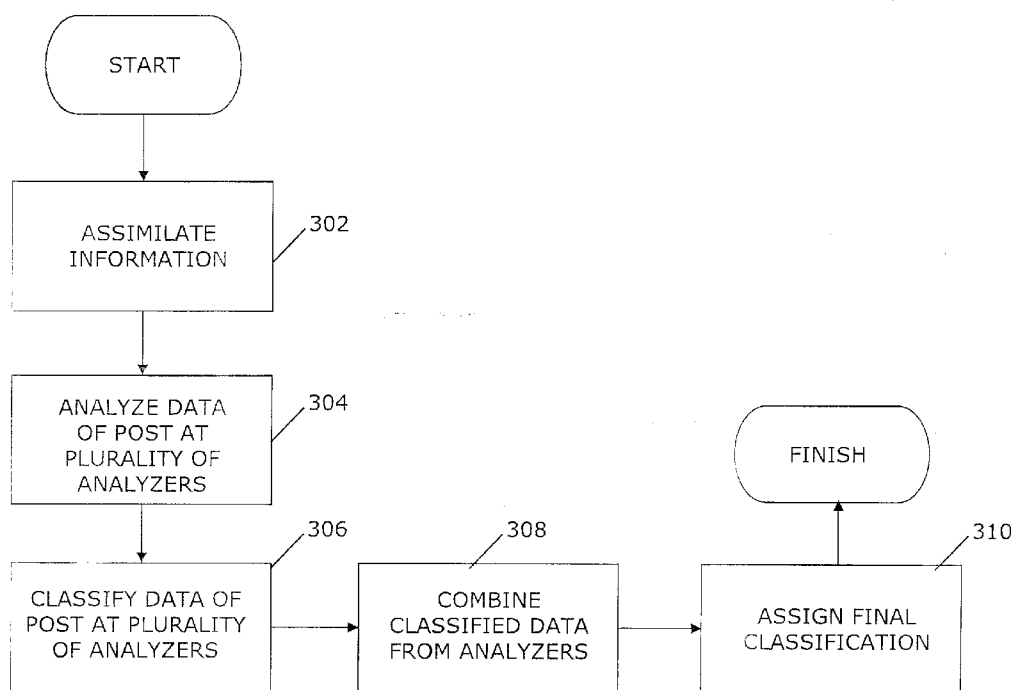 START
ASSIMILATE
INFORMATION
302
ANALYZE DATA
OF POST AT
PLURALITY OF
ANALYZERS
304
CLASSIFY DATA OF
POST AT PLURALITY
OF ANALYZERS
306
COMBINE
CLASSIFIED DATA
FROM ANALYZERS
308
ASSIGN FINAL
CLASSIFICATION
310
FINISH